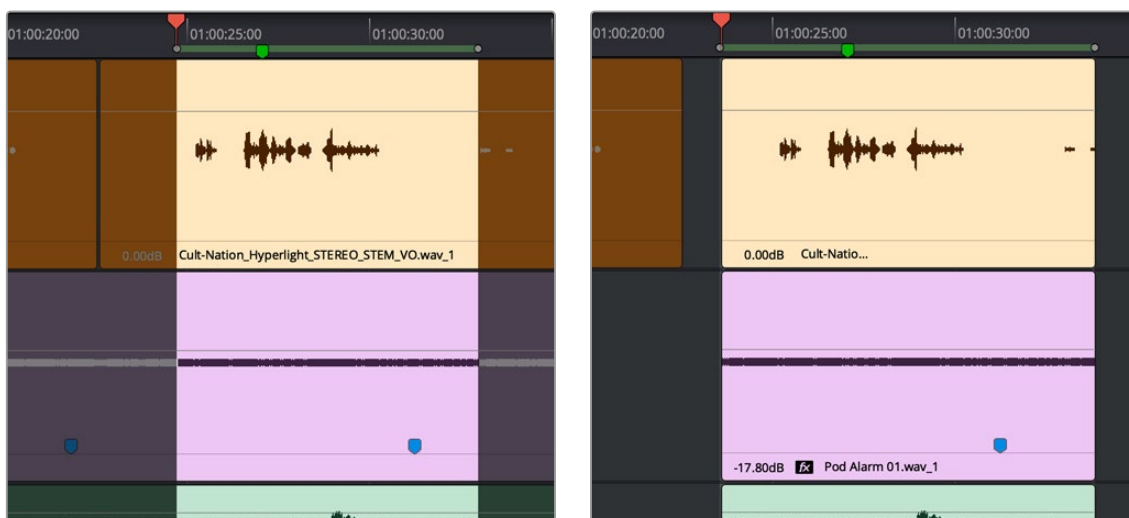 01:00:20:00 01:00:25:00 01:00:30:00
0.00dB Cult-Nation_Hyperlight_STEREO_STEM_VO.wav_1
01:00:20:00 01:00:25:00 01:00:30:00
0.00dB Cult-Natio...
-17.80dB fx Pod Alarm 01.wav_1